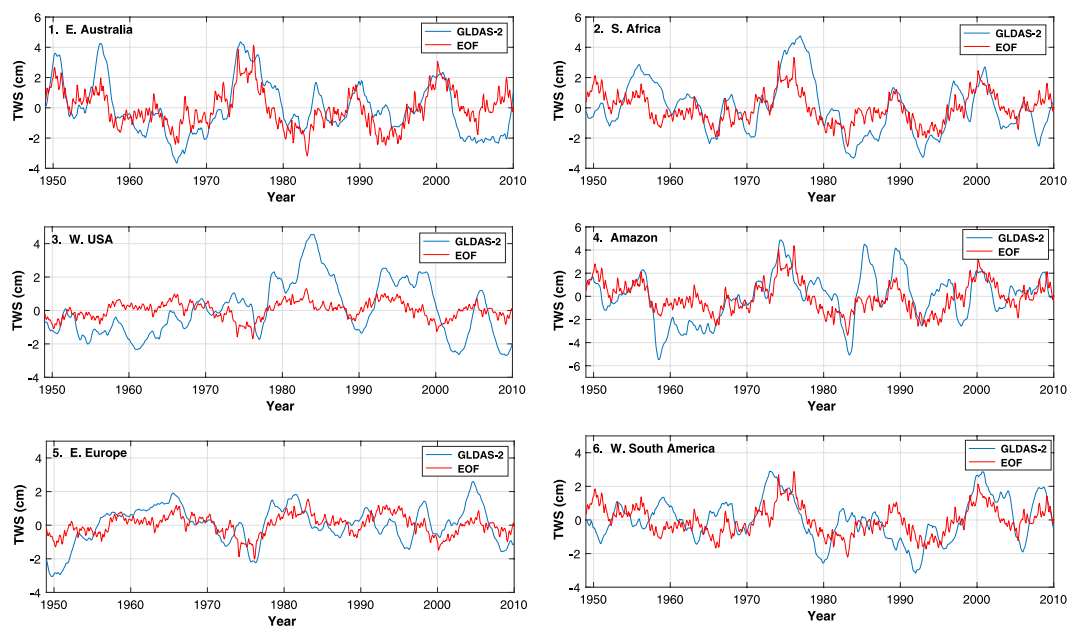 1. E. Australia
GLDAS-2
EOF
TWS (cm)
6
4
2
0
-2
-4
1950 1960 1970 1980 1990 2000 2010
Year
2. S. Africa
GLDAS-2
EOF
TWS (cm)
6
4
2
0
-2
-4
1950 1960 1970 1980 1990 2000 2010
Year
3. W. USA
GLDAS-2
EOF
TWS (cm)
4
2
0
-2
-4
1950 1960 1970 1980 1990 2000 2010
Year
4. Amazon
GLDAS-2
EOF
TWS (cm)
6
4
2
0
-2
-4
-6
1950 1960 1970 1980 1990 2000 2010
Year
5. E. Europe
GLDAS-2
EOF
TWS (cm)
4
2
0
-2
-4
1950 1960 1970 1980 1990 2000 2010
Year
6. W. South America
GLDAS-2
EOF
TWS (cm)
4
2
0
-2
-4
1950 1960 1970 1980 1990 2000 2010
Year